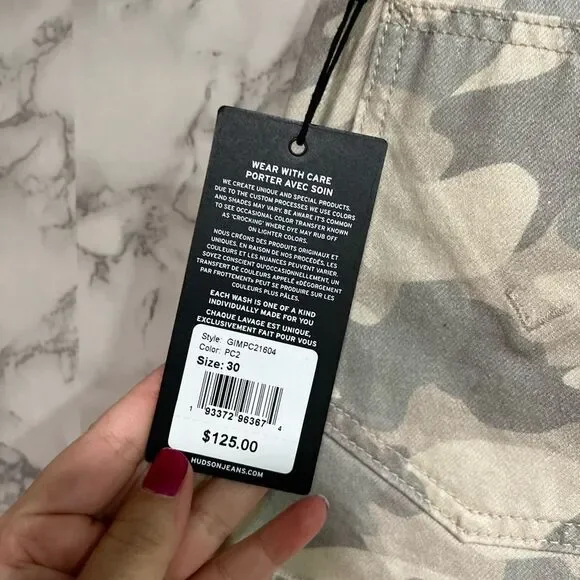 WEAR WITH CARE
PORTER AVEC SOIN
WE CREATE UNIQUE AND SPECIAL PRODUCTS.
DUE TO THE CUSTOM PROCESSES WE USE COLORS
AND SHADES MAY VARY. BE AWARE IT'S COMMON
TO SEE OCCASIONAL COLOR TRANSFER KNOWN
AS 'CROCKING' WHERE DYE MAY RUB OFF
ON LIGHTER COLORS.
NOUS CRÉONS DES PRODUITS ORIGINAUX ET
UNIQUES. EN RAISON DE NOS PROCÉDÉS, LES
COULEURS ET LES NUANCES PEUVENT VARIER.
SOYEZ CONSCIENT QU'OCCASIONNELLEMENT, UN
TRANSFERT DE COULEURS APPELÉ «DÉGORGEMENT
PAR FROTTEMENT» PEUT SE PRODUIRE SUR LES
COULEURS PLUS PÂLES.
EACH WASH IS ONE OF A KIND
INDIVIDUALLY MADE FOR YOU
CHAQUE LAVAGE EST UNIQUE,
EXCLUSIVEMENT FAIT POUR VOUS
Style: GIMPC21604
Color: PC2
Size: 30
1 93372 96367 4
$125.00
HUDSONJEANS.COM